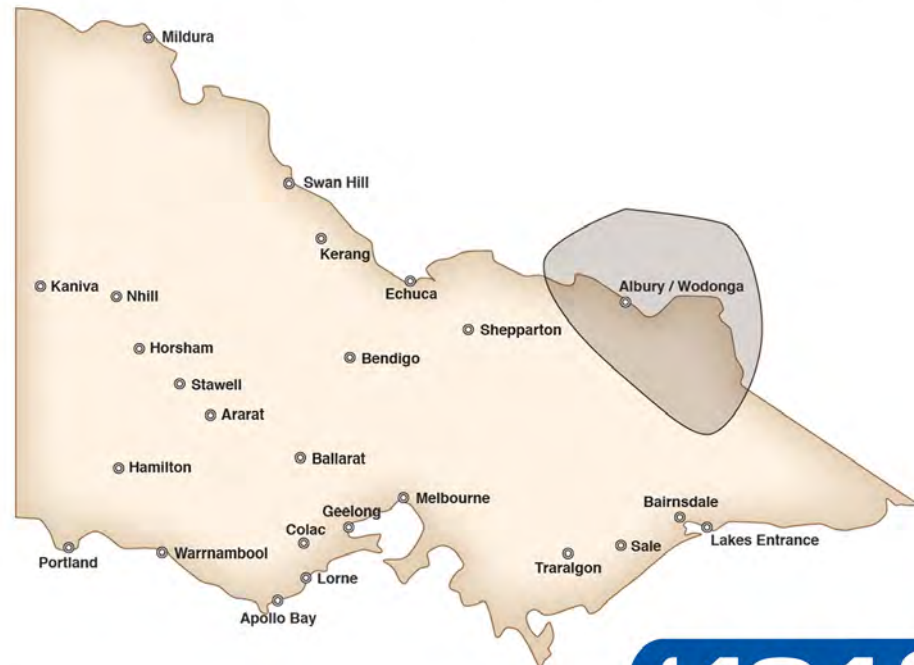 Mildura
Swan Hill
Kerang
Echuca
Albury / Wodonga
Kaniva
Nhill
Shepparton
Horsham
Bendigo
Stawell
Ararat
Ballarat
Hamilton
Melbourne
Geelong
Bairnsdale
Colac
Lakes Entrance
Portland
Warrnambool
Sale
Traralgon
Lorne
Apollo Bay